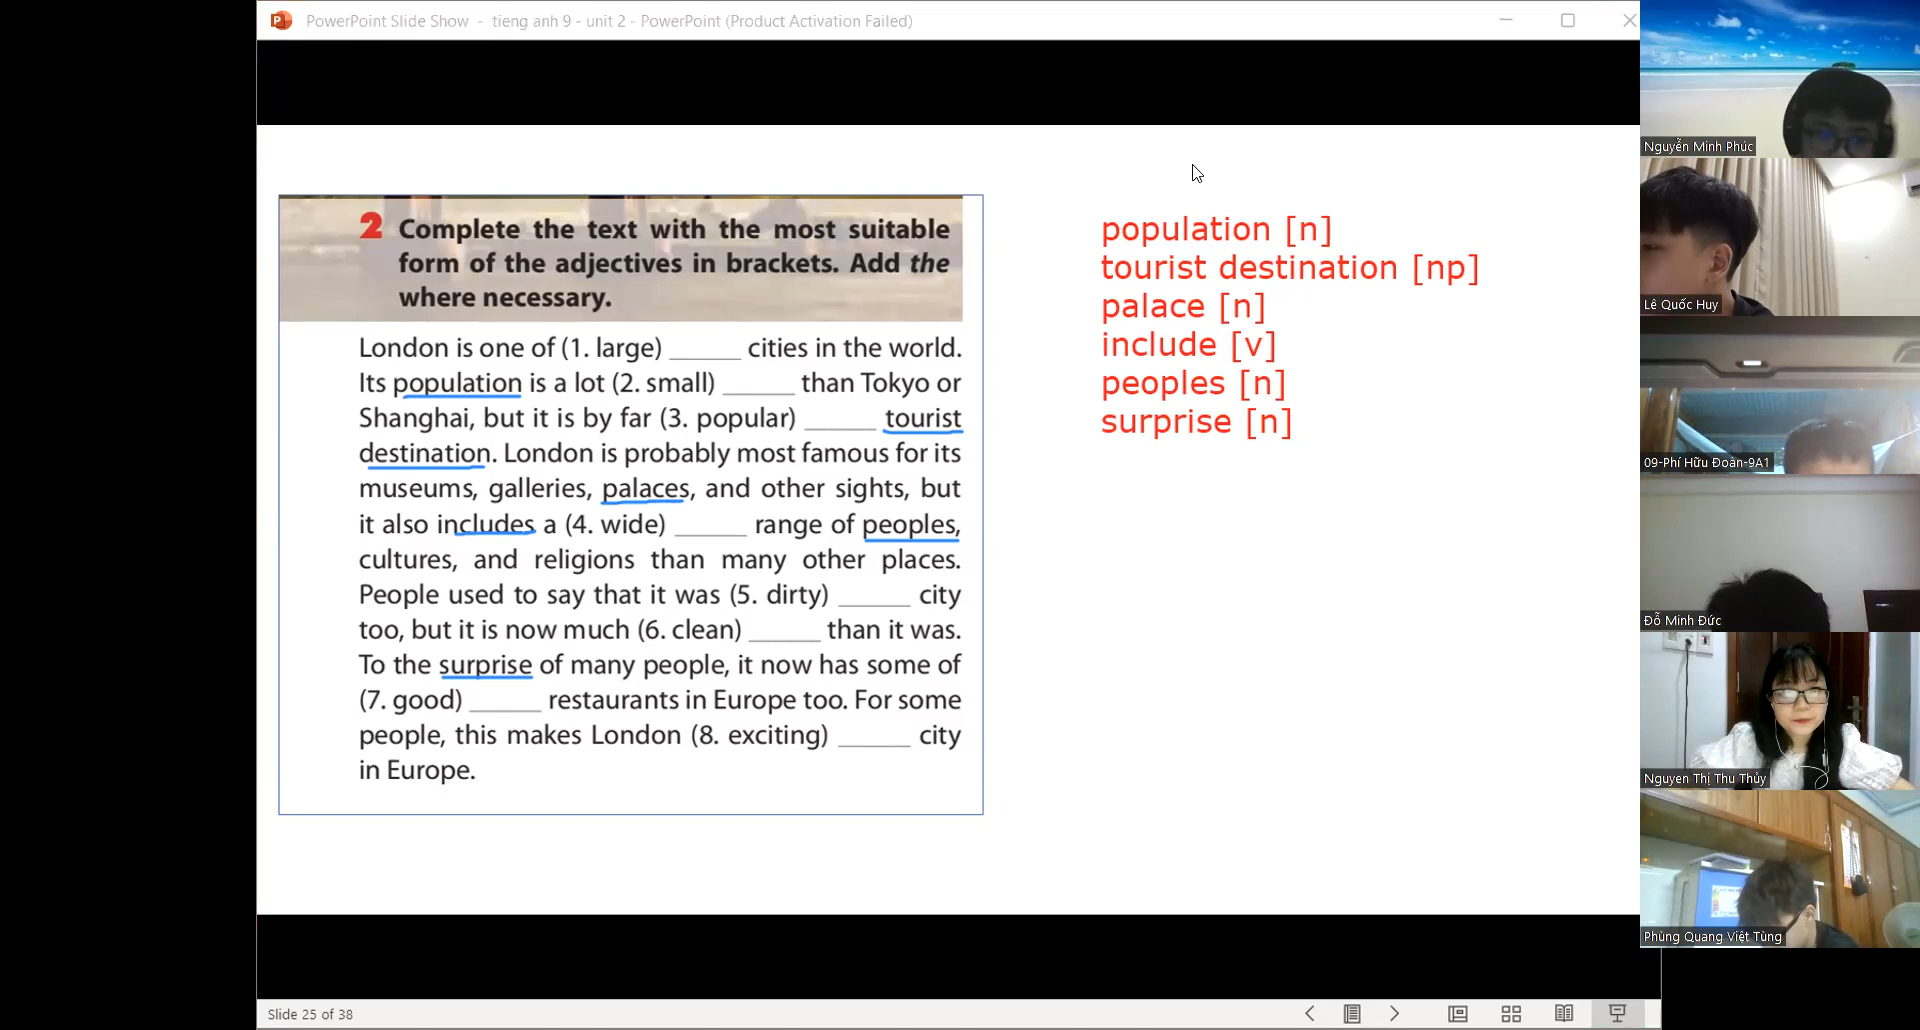 PowerPoint Slide Show - tieng anh 9 - unit 2 - PowerPoint (Product Activation Failed)
2 Complete the text with the most suitable
form of the adjectives in brackets. Add the
where necessary.
London is one of (1. large) ______ cities in the world.
Its population is a lot (2. small) ______ than Tokyo or
Shanghai, but it is by far (3. popular) ______ tourist
destination. London is probably most famous for its
museums, galleries, palaces, and other sights, but
it also includes a (4. wide) ______ range of peoples,
cultures, and religions than many other places.
People used to say that it was (5. dirty) ______ city
too, but it is now much (6. clean) ______ than it was.
To the surprise of many people, it now has some of
(7. good) ______ restaurants in Europe too. For some
people, this makes London (8. exciting) ______ city
in Europe.
population [n]
tourist destination [np]
palace [n]
include [v]
peoples [n]
surprise [n]
Nguyễn Minh Phúc
Lê Quốc Huy
09-Phí Hữu Đoàn-9A1
Đỗ Minh Đức
Nguyen Thị Thu Thủy
Phùng Quang Việt Tùng
Slide 25 of 38